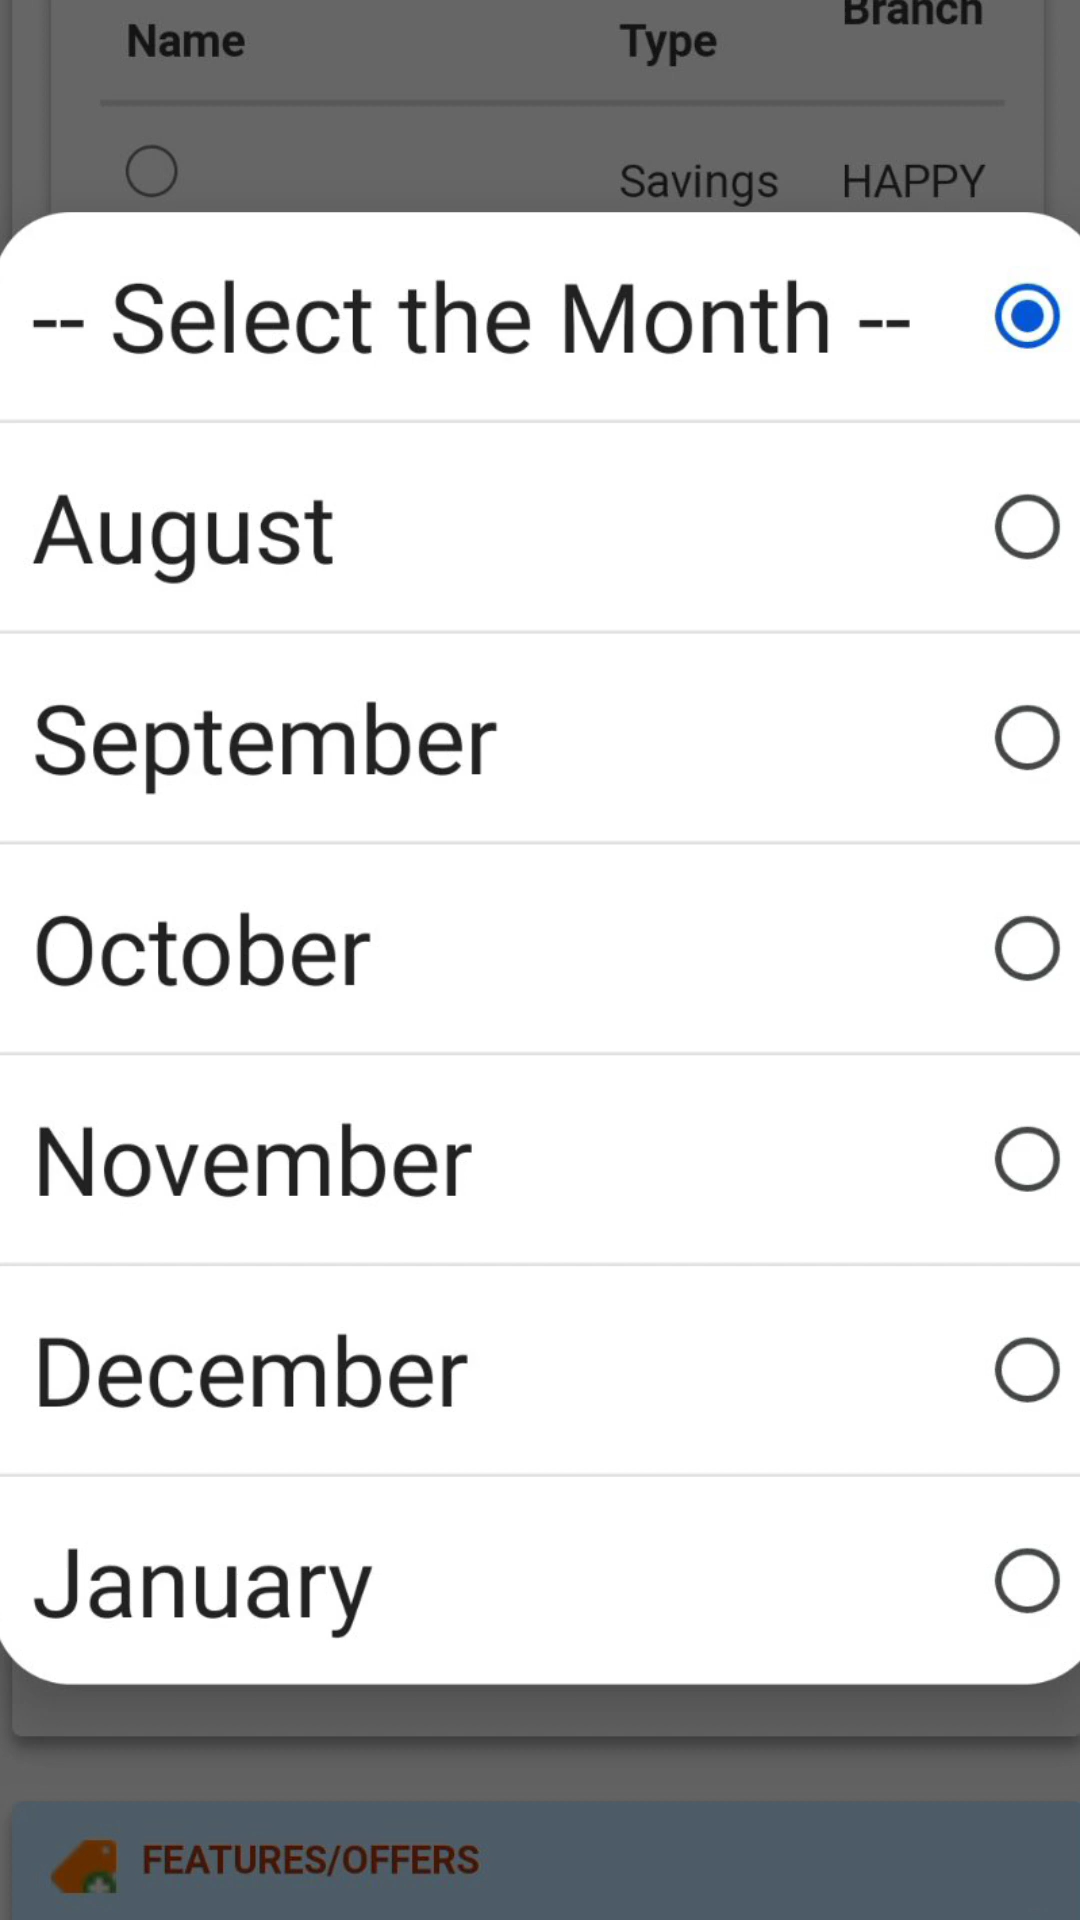 Name Type Branch
Savings HAPPY
-- Select the Month --
August
September
October
November
December
January
FEATURES/OFFERS